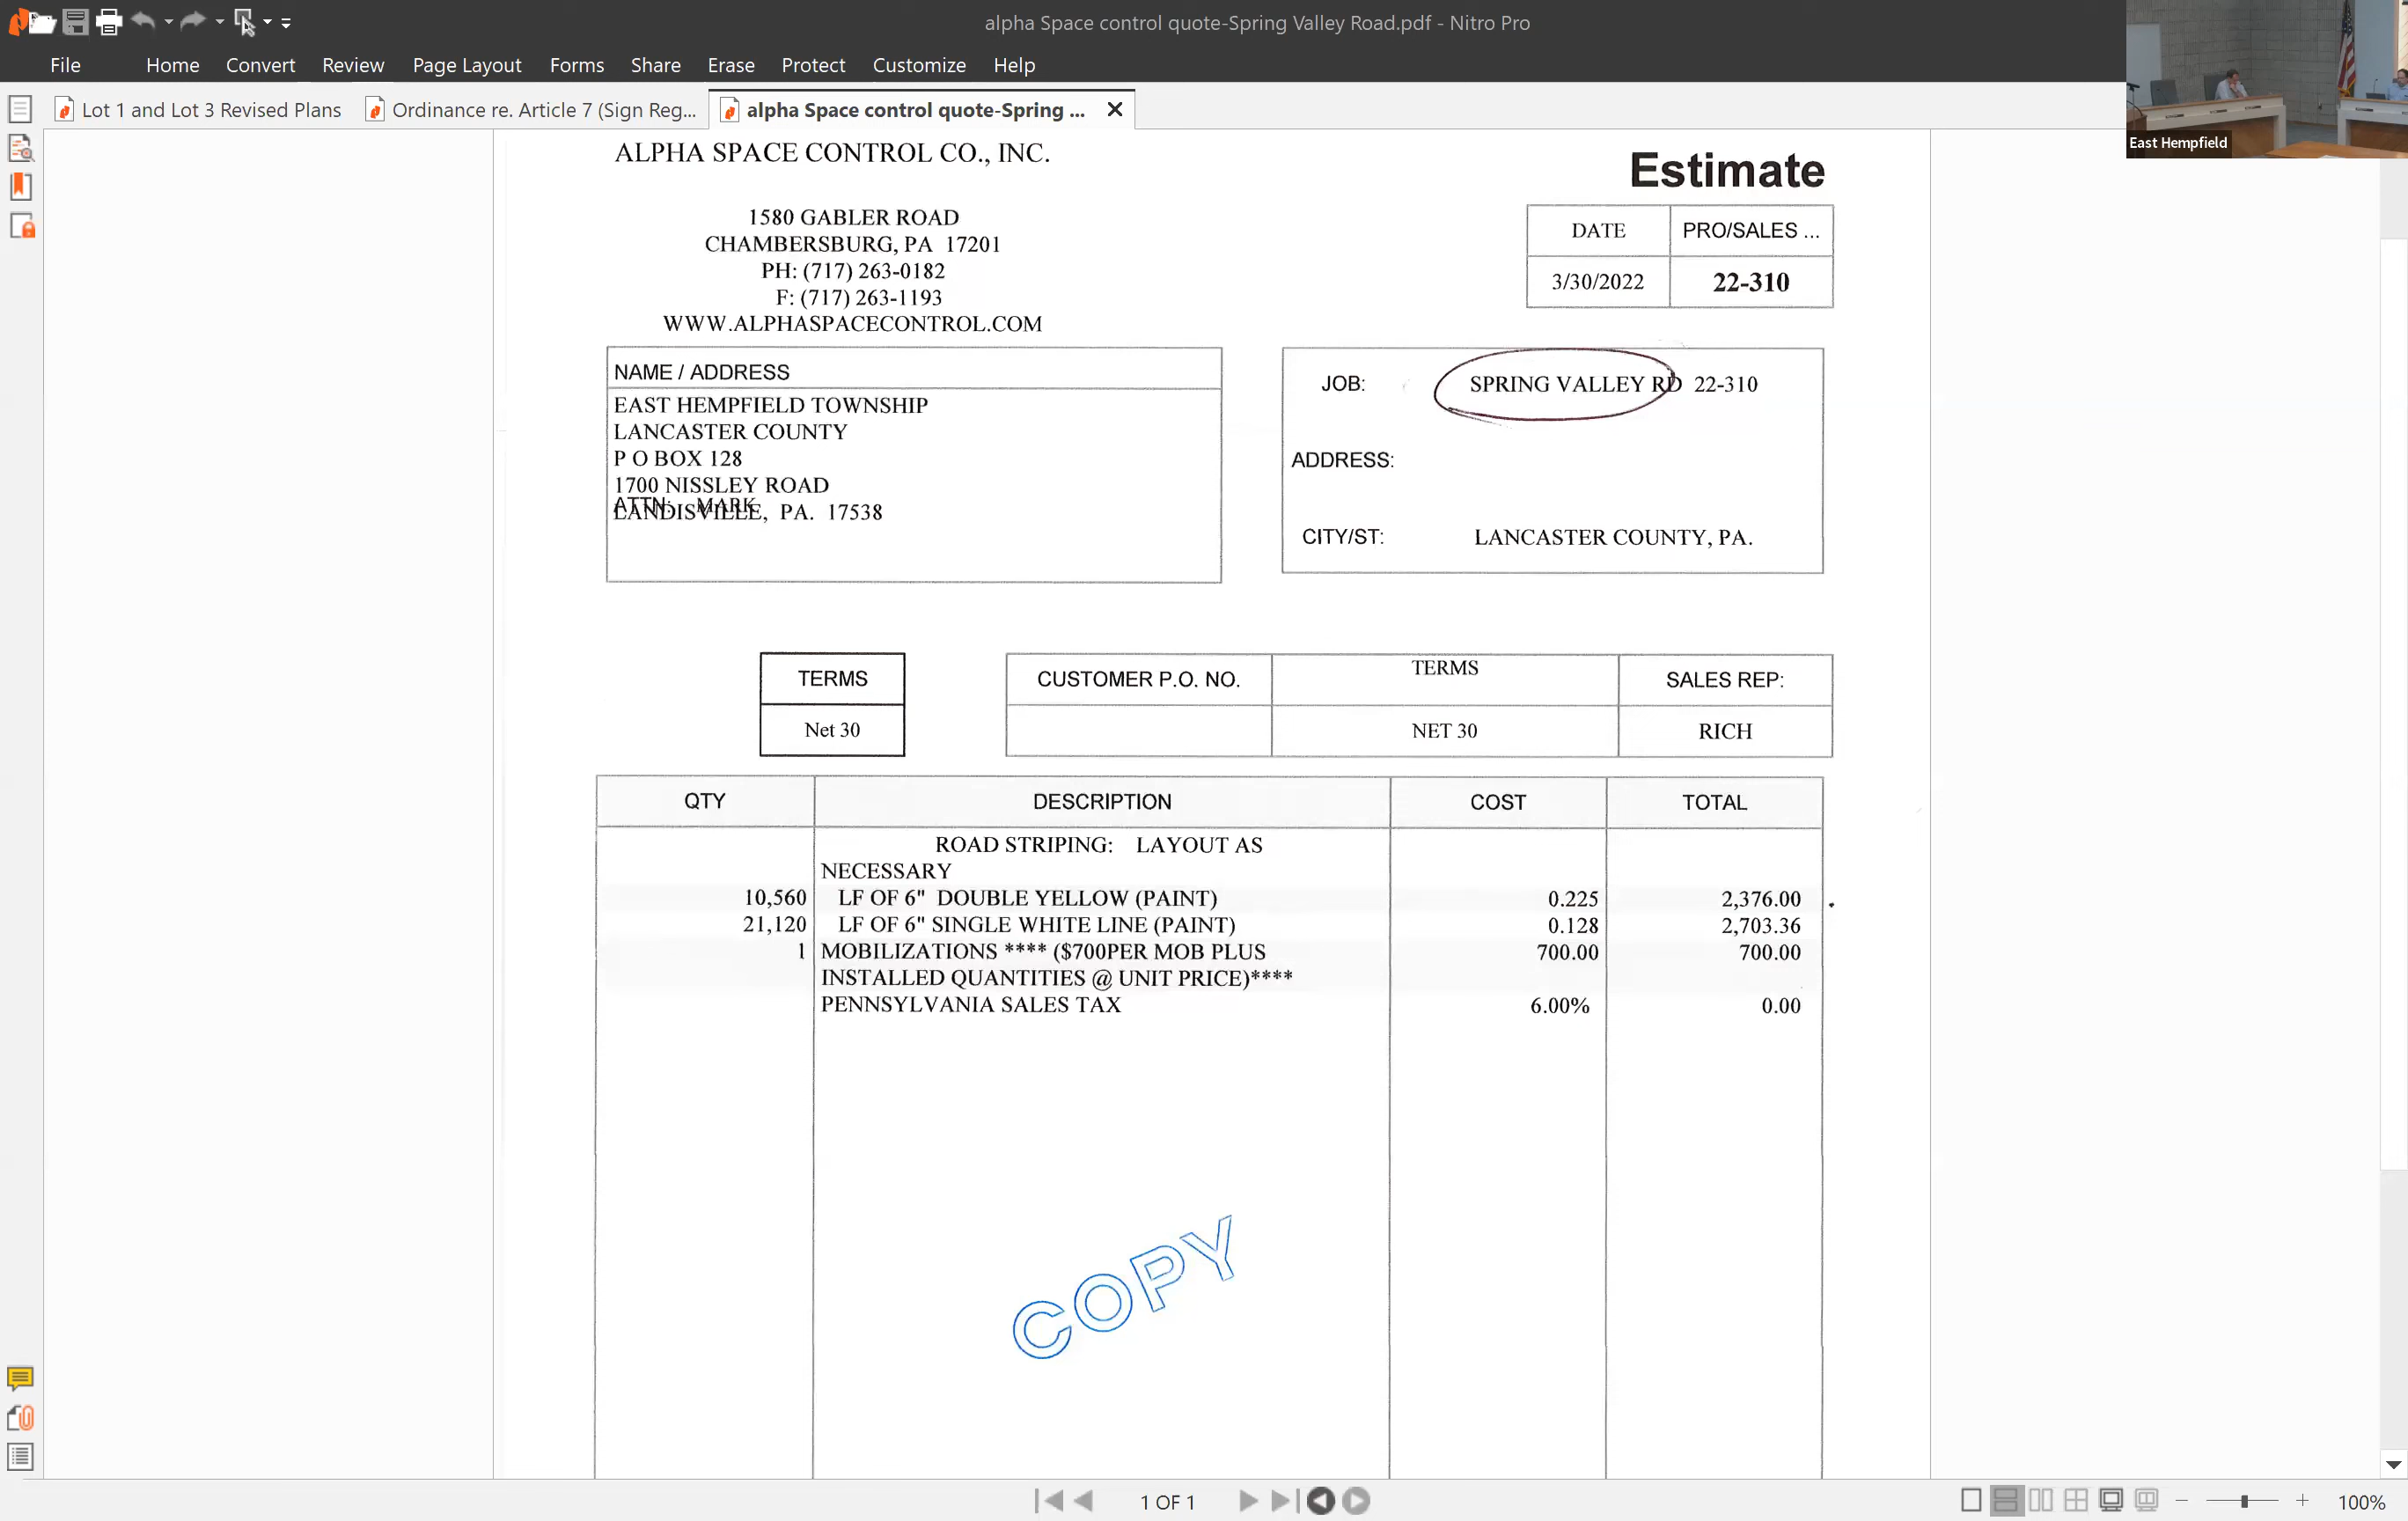 alpha Space control quote-Spring Valley Road.pdf - Nitro Pro
File Home Convert Review Page Layout Forms Share Erase Protect Customize Help
Lot 1 and Lot 3 Revised Plans
Ordinance re. Article 7 (Sign Reg...
alpha Space control quote-Spring ...
East Hempfield
ALPHA SPACE CONTROL CO., INC.
1580 GABLER ROAD
CHAMBERSBURG, PA 17201
PH: (717) 263-0182
F: (717) 263-1193
WWW.ALPHASPACECONTROL.COM
Estimate
DATE PRO/SALES ...
3/30/2022 22-310
NAME / ADDRESS
EAST HEMPFIELD TOWNSHIP
LANCASTER COUNTY
P O BOX 128
1700 NISSLEY ROAD
ATTN: MARK
LANDISVILLE, PA. 17538
JOB: SPRING VALLEY RD 22-310
ADDRESS:
CITY/ST: LANCASTER COUNTY, PA.
TERMS
Net 30
CUSTOMER P.O. NO. TERMS SALES REP:
NET 30 RICH
QTY DESCRIPTION COST TOTAL
ROAD STRIPING: LAYOUT AS
NECESSARY
10,560 LF OF 6" DOUBLE YELLOW (PAINT) 0.225 2,376.00
21,120 LF OF 6" SINGLE WHITE LINE (PAINT) 0.128 2,703.36
1 MOBILIZATIONS **** ($700PER MOB PLUS 700.00 700.00
INSTALLED QUANTITIES @ UNIT PRICE)****
PENNSYLVANIA SALES TAX 6.00% 0.00
COPY
1 OF 1
100%